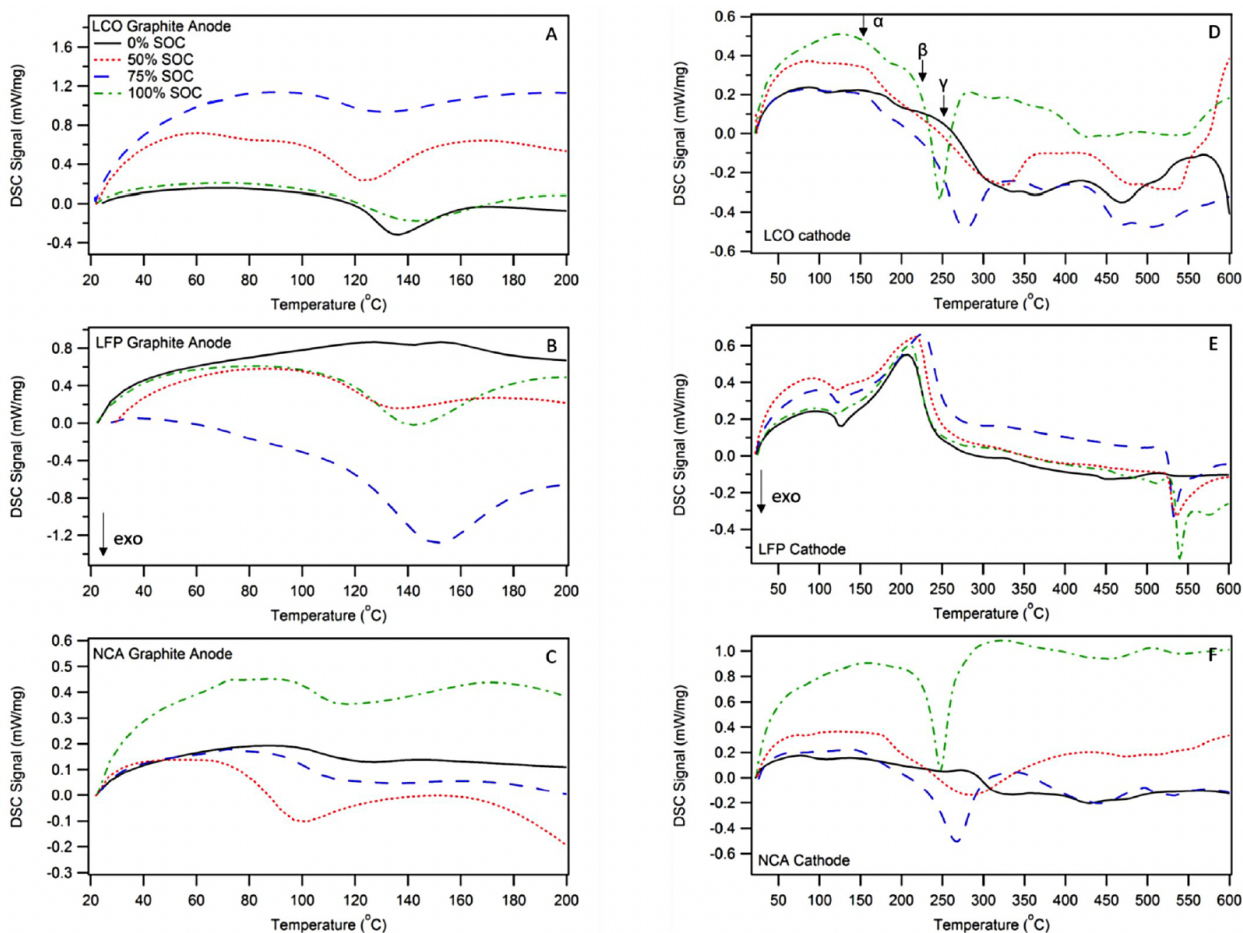 LCO Graphite Anode
A
0% SOC
50% SOC
75% SOC
100% SOC
1.6
1.2
0.8
0.4
0.0
-0.4
DSC Signal (mW/mg)
20 40 60 80 100 120 140 160 180 200
Temperature (°C)
LFP Graphite Anode
B
0.8
0.4
0.0
-0.4
-0.8
-1.2
DSC Signal (mW/mg)
exo
20 40 60 80 100 120 140 160 180 200
Temperature (°C)
NCA Graphite Anode
C
0.6
0.5
0.4
0.3
0.2
0.1
0.0
-0.1
-0.2
-0.3
DSC Signal (mW/mg)
20 40 60 80 100 120 140 160 180 200
Temperature (°C)
D
α
β
γ
0.6
0.4
0.2
0.0
-0.2
-0.4
-0.6
DSC Signal (mW/mg)
LCO cathode
50 100 150 200 250 300 350 400 450 500 550 600
Temperature (°C)
E
0.6
0.4
0.2
0.0
-0.2
-0.4
DSC Signal (mW/mg)
exo
LFP Cathode
50 100 150 200 250 300 350 400 450 500 550 600
Temperature (°C)
F
1.0
0.8
0.6
0.4
0.2
0.0
-0.2
-0.4
-0.6
DSC Signal (mW/mg)
NCA Cathode
50 100 150 200 250 300 350 400 450 500 550 600
Temperature (°C)